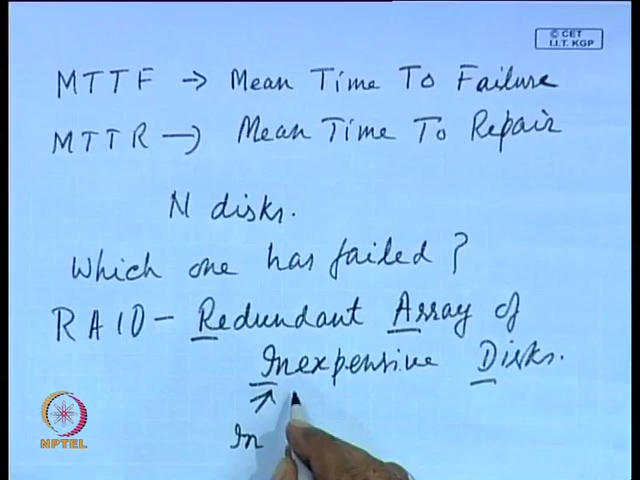 © CET
I.I.T. KGP
MTTF → Mean Time To Failure
MTTR → Mean Time To Repair
N disks.
Which one has failed ?
RAID - Redundant Array of
Inexpensive Disks.
In
NPTEL